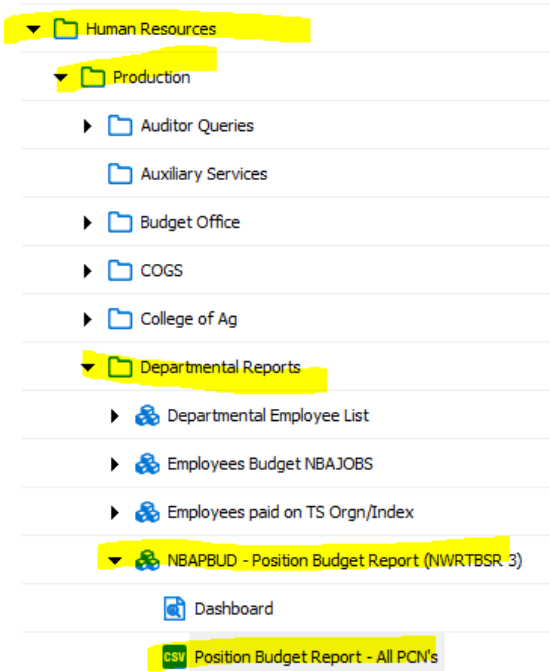 Human Resources
Production
Auditor Queries
Auxiliary Services
Budget Office
COGS
College of Ag
Departmental Reports
Departmental Employee List
Employees Budget NBAJOBS
Employees paid on TS Orgn/Index
NBAPBUD - Position Budget Report (NWRTBSR 3)
Dashboard
CSV Position Budget Report - All PCN's